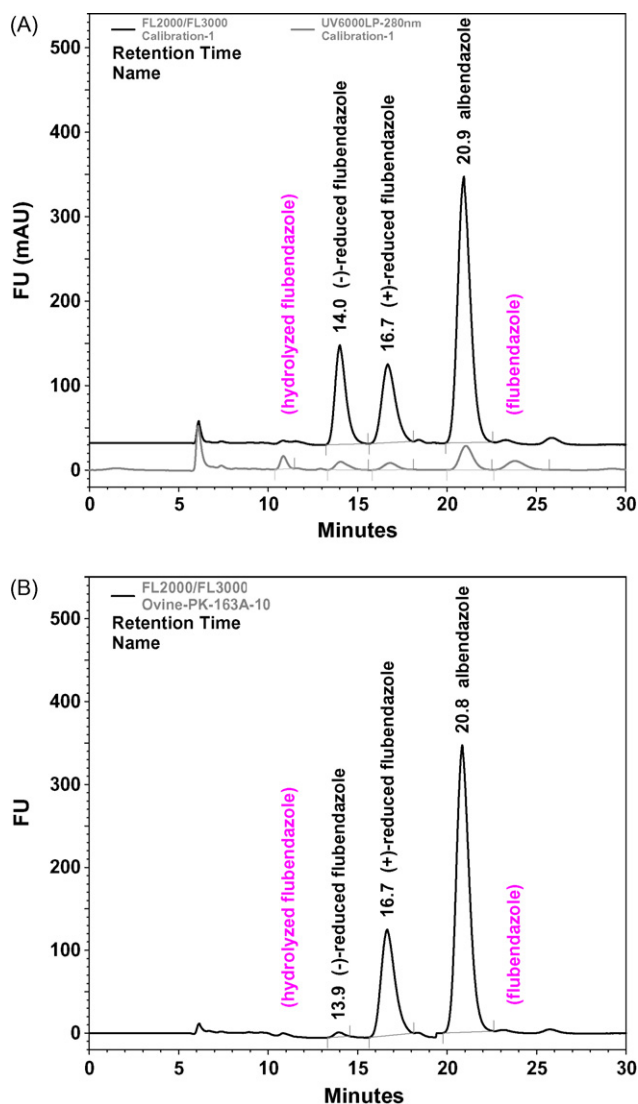 (A)
FL2000/FL3000
Calibration-1
UV6000LP-280nm
Calibration-1
Retention Time
Name
FU (mAU)
500
400
300
200
100
0
(hydrolyzed flubendazole)
14.0 (-)-reduced flubendazole
16.7 (+)-reduced flubendazole
20.9 albendazole
(flubendazole)
0 5 10 15 20 25 30
Minutes
(B)
FL2000/FL3000
Ovine-PK-163A-10
Retention Time
Name
FU
500
400
300
200
100
0
(hydrolyzed flubendazole)
13.9 (-)-reduced flubendazole
16.7 (+)-reduced flubendazole
20.8 albendazole
(flubendazole)
0 5 10 15 20 25 30
Minutes